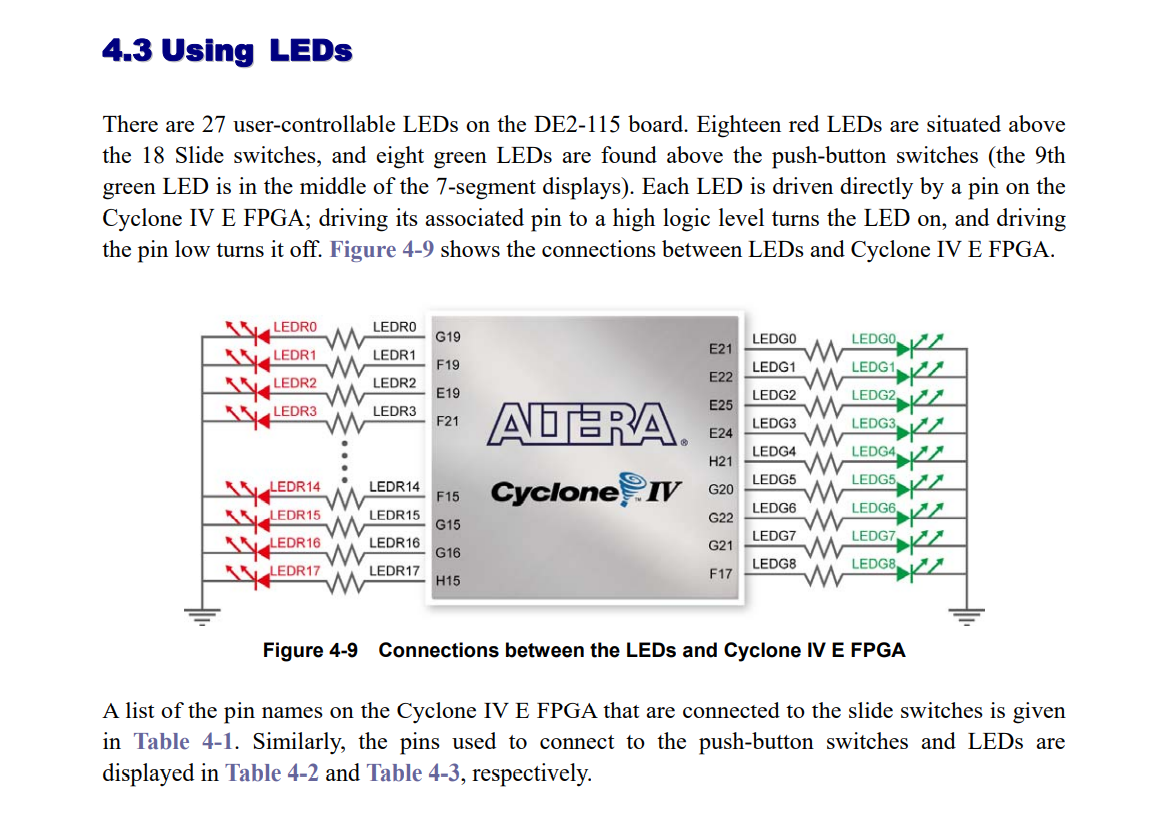 4.3 Using LEDs
There are 27 user-controllable LEDs on the DE2-115 board. Eighteen red LEDs are situated above
the 18 Slide switches, and eight green LEDs are found above the push-button switches (the 9th
green LED is in the middle of the 7-segment displays). Each LED is driven directly by a pin on the
Cyclone IV E FPGA; driving its associated pin to a high logic level turns the LED on, and driving
the pin low turns it off. Figure 4-9 shows the connections between LEDs and Cyclone IV E FPGA.
LEDR0 LEDR0 G19
LEDR1 LEDR1 F19
LEDR2 LEDR2 E19
LEDR3 LEDR3 F21
LEDR14 LEDR14 F15
LEDR15 LEDR15 G15
LEDR16 LEDR16 G16
LEDR17 LEDR17 H15
ALTERA®
Cyclone™ IV
E21 LEDG0 LEDG0
E22 LEDG1 LEDG1
E25 LEDG2 LEDG2
E24 LEDG3 LEDG3
H21 LEDG4 LEDG4
G20 LEDG5 LEDG5
G22 LEDG6 LEDG6
G21 LEDG7 LEDG7
F17 LEDG8 LEDG8
Figure 4-9 Connections between the LEDs and Cyclone IV E FPGA
A list of the pin names on the Cyclone IV E FPGA that are connected to the slide switches is given
in Table 4-1. Similarly, the pins used to connect to the push-button switches and LEDs are
displayed in Table 4-2 and Table 4-3, respectively.